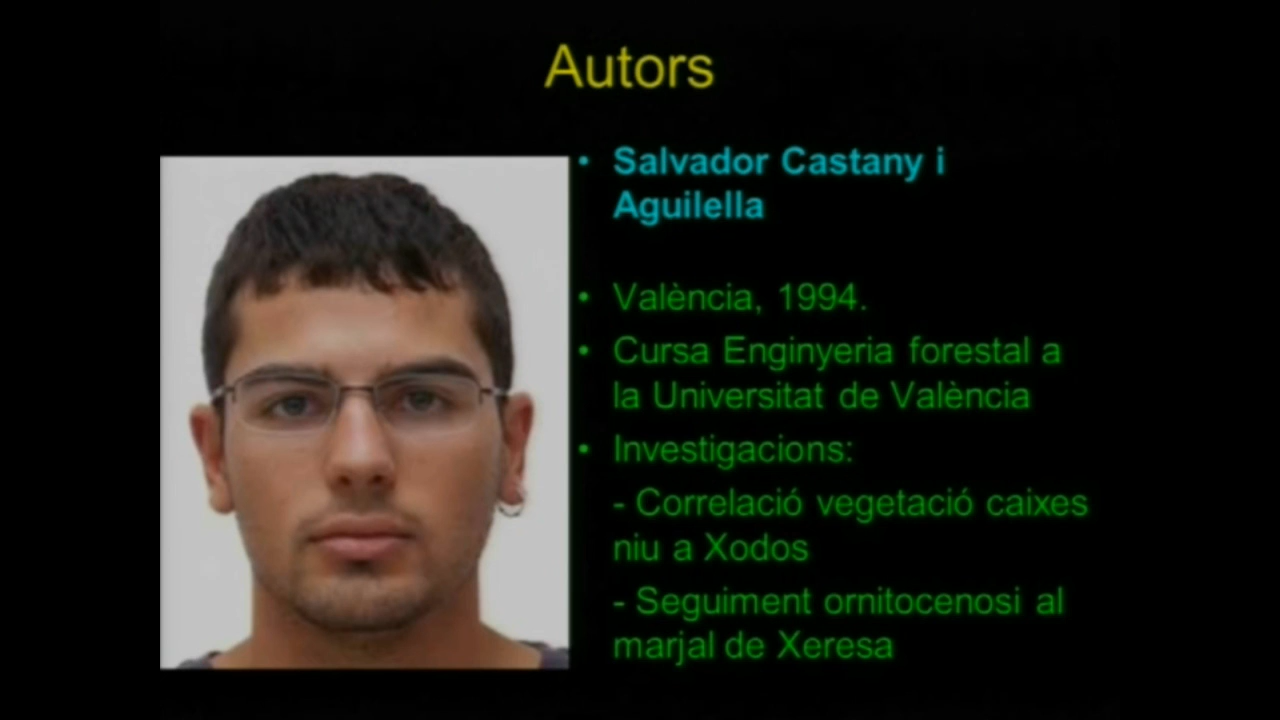 Autors
• Salvador Castany i
Aguilella
• València, 1994.
• Cursa Enginyeria forestal a
la Universitat de València
• Investigacions:
- Correlació vegetació caixes
niu a Xodos
- Seguiment ornitocenosi al
marjal de Xeresa